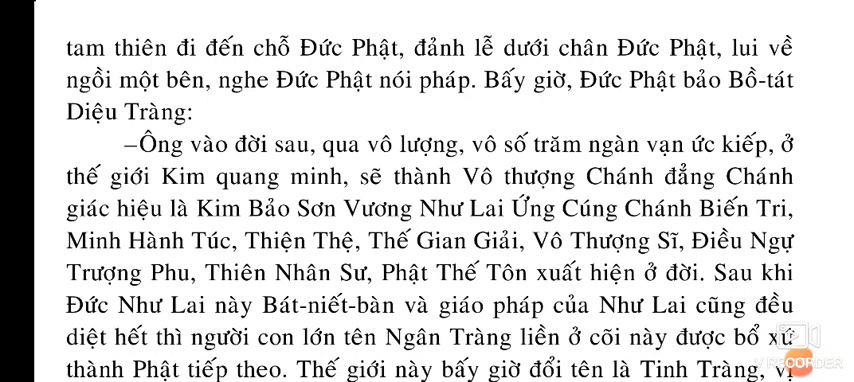 tam thiên đi đến chỗ Đức Phật, đảnh lễ dưới chân Đức Phật, lui về
ngồi một bên, nghe Đức Phật nói pháp. Bấy giờ, Đức Phật bảo Bồ-tát
Diệu Tràng:
–Ông vào đời sau, qua vô lượng, vô số trăm ngàn vạn ức kiếp, ở
thế giới Kim quang minh, sẽ thành Vô thượng Chánh đẳng Chánh
giác hiệu là Kim Bảo Sơn Vương Như Lai Ứng Cúng Chánh Biến Tri,
Minh Hành Túc, Thiện Thệ, Thế Gian Giải, Vô Thượng Sĩ, Điều Ngự
Trượng Phu, Thiên Nhân Sư, Phật Thế Tôn xuất hiện ở đời. Sau khi
Đức Như Lai này Bát-niết-bàn và giáo pháp của Như Lai cũng đều
diệt hết thì người con lớn tên Ngân Tràng liền ở cõi này được bổ xứ
thành Phật tiếp theo. Thế giới này bấy giờ đổi tên là Tinh Tràng, vị
V RECORDER